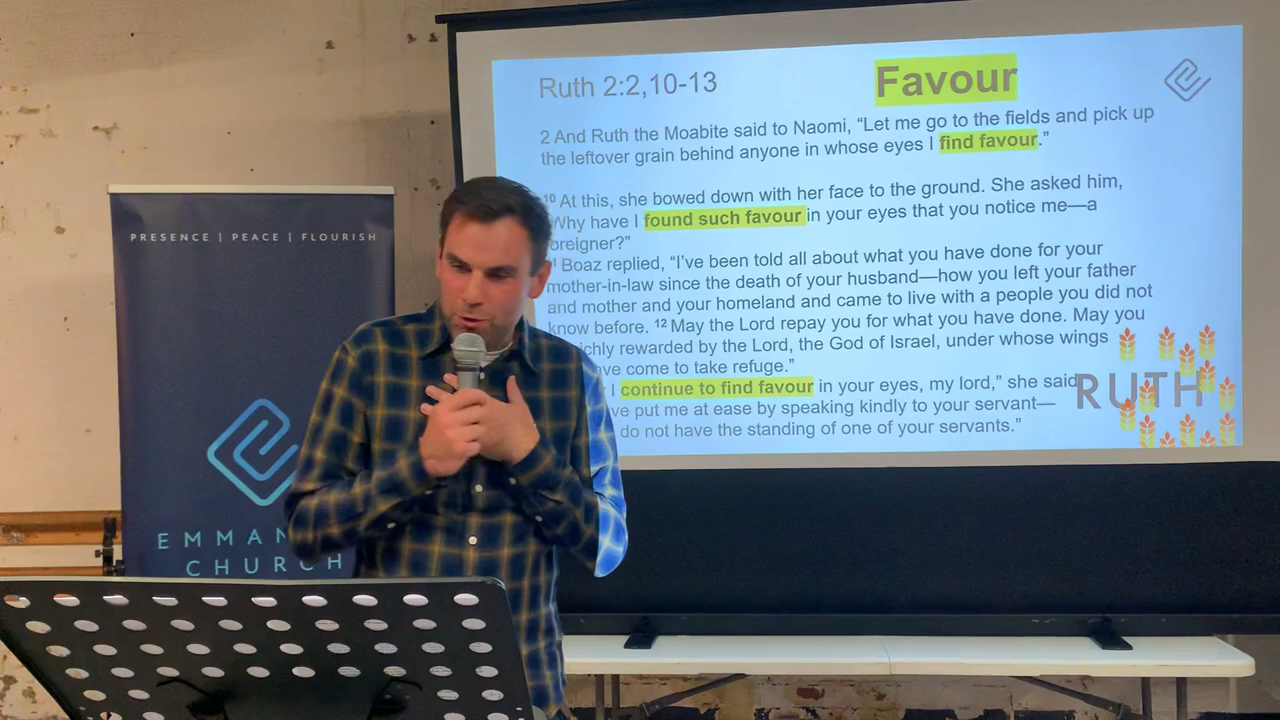 PRESENCE | PEACE | FLOURISH
EMMAN
CHURCH
Ruth 2:2,10-13
Favour
2 And Ruth the Moabite said to Naomi, “Let me go to the fields and pick up
the leftover grain behind anyone in whose eyes I find favour.”
10 At this, she bowed down with her face to the ground. She asked him,
Why have I found such favour in your eyes that you notice me—a
oreigner?”
Boaz replied, “I’ve been told all about what you have done for your
mother-in-law since the death of your husband—how you left your father
and mother and your homeland and came to live with a people you did not
know before. 12 May the Lord repay you for what you have done. May you
ichly rewarded by the Lord, the God of Israel, under whose wings
ave come to take refuge.”
I continue to find favour in your eyes, my lord,” she said
ve put me at ease by speaking kindly to your servant—
do not have the standing of one of your servants.”
RUTH